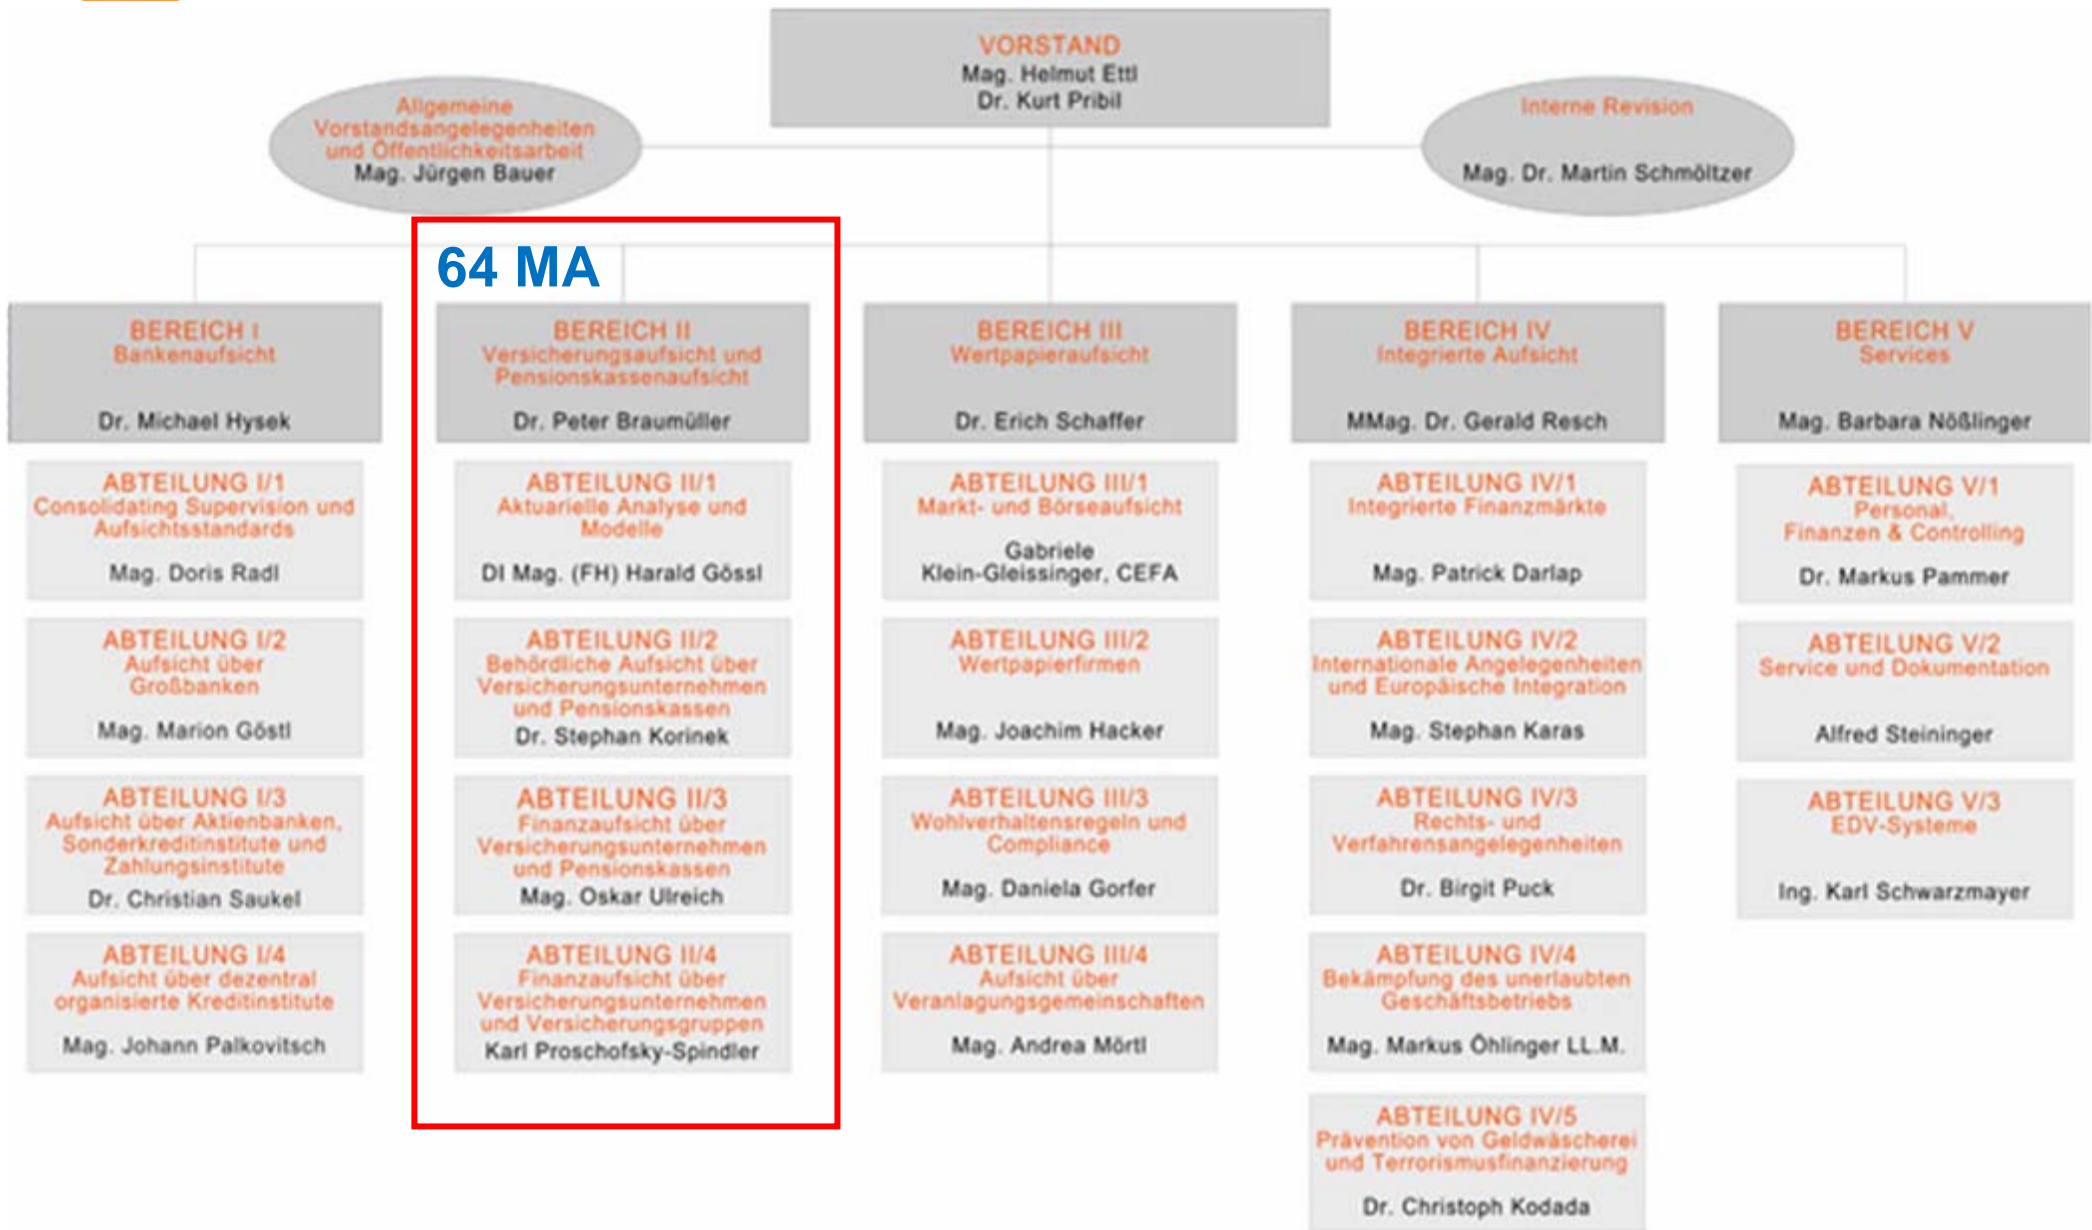 VORSTAND
Mag. Helmut Ettl
Dr. Kurt Pribil
Allgemeine
Vorstandsangelegenheiten
und Öffentlichkeitsarbeit
Mag. Jürgen Bauer
Interne Revision
Mag. Dr. Martin Schmöltzer
64 MA
BEREICH I
Bankenaufsicht
Dr. Michael Hysek
ABTEILUNG I/1
Consolidating Supervision und
Aufsichtsstandards
Mag. Doris Radl
ABTEILUNG I/2
Aufsicht über
Großbanken
Mag. Marion Göstl
ABTEILUNG I/3
Aufsicht über Aktienbanken,
Sonderkreditinstitute und
Zahlungsinstitute
Dr. Christian Saukel
ABTEILUNG I/4
Aufsicht über dezentral
organisierte Kreditinstitute
Mag. Johann Palkovitsch
BEREICH II
Versicherungsaufsicht und
Pensionskassenaufsicht
Dr. Peter Braumüller
ABTEILUNG II/1
Aktuarielle Analyse und
Modelle
DI Mag. (FH) Harald Gössl
ABTEILUNG II/2
Behördliche Aufsicht über
Versicherungsunternehmen
und Pensionskassen
Dr. Stephan Korinek
ABTEILUNG II/3
Finanzaufsicht über
Versicherungsunternehmen
und Pensionskassen
Mag. Oskar Ulreich
ABTEILUNG II/4
Finanzaufsicht über
Versicherungsunternehmen
und Versicherungsgruppen
Karl Proschofsky-Spindler
BEREICH III
Wertpapieraufsicht
Dr. Erich Schaffer
ABTEILUNG III/1
Markt- und Börseaufsicht
Gabriele
Klein-Gleissinger, CEFA
ABTEILUNG III/2
Wertpapierfirmen
Mag. Joachim Hacker
ABTEILUNG III/3
Wohlverhaltensregeln und
Compliance
Mag. Daniela Gorfer
ABTEILUNG III/4
Aufsicht über
Veranlagungsgemeinschaften
Mag. Andrea Mörtl
BEREICH IV
Integrierte Aufsicht
MMag. Dr. Gerald Resch
ABTEILUNG IV/1
Integrierte Finanzmärkte
Mag. Patrick Darlap
ABTEILUNG IV/2
Internationale Angelegenheiten
und Europäische Integration
Mag. Stephan Karas
ABTEILUNG IV/3
Rechts- und
Verfahrensangelegenheiten
Dr. Birgit Puck
ABTEILUNG IV/4
Bekämpfung des unerlaubten
Geschäftsbetriebs
Mag. Markus Öhlinger LL.M.
ABTEILUNG IV/5
Prävention von Geldwäscherei
und Terrorismusfinanzierung
Dr. Christoph Kodada
BEREICH V
Services
Mag. Barbara Nößlinger
ABTEILUNG V/1
Personal,
Finanzen & Controlling
Dr. Markus Pammer
ABTEILUNG V/2
Service und Dokumentation
Alfred Steininger
ABTEILUNG V/3
EDV-Systeme
Ing. Karl Schwarzmayer